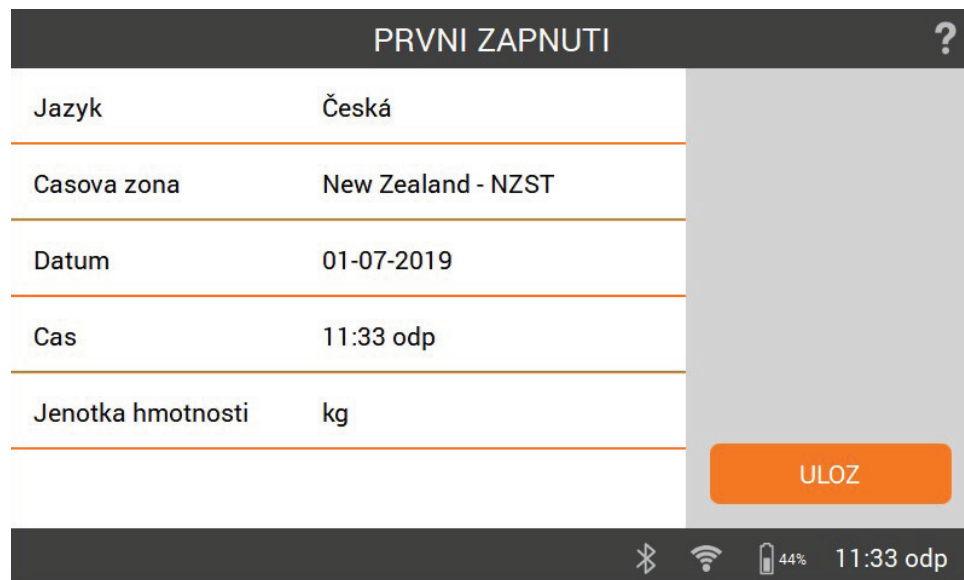 PRVNI ZAPNUTI ?
Jazyk Česká
Casova zona New Zealand - NZST
Datum 01-07-2019
Cas 11:33 odp
Jenotka hmotnosti kg
ULOZ
44% 11:33 odp